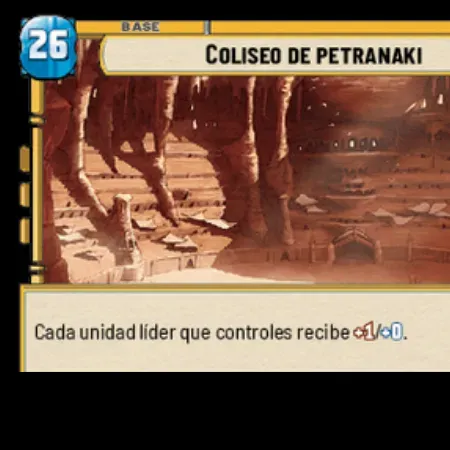 BASE
26
COLISEO DE PETRANAKI
Cada unidad líder que controles recibe +1/+0.